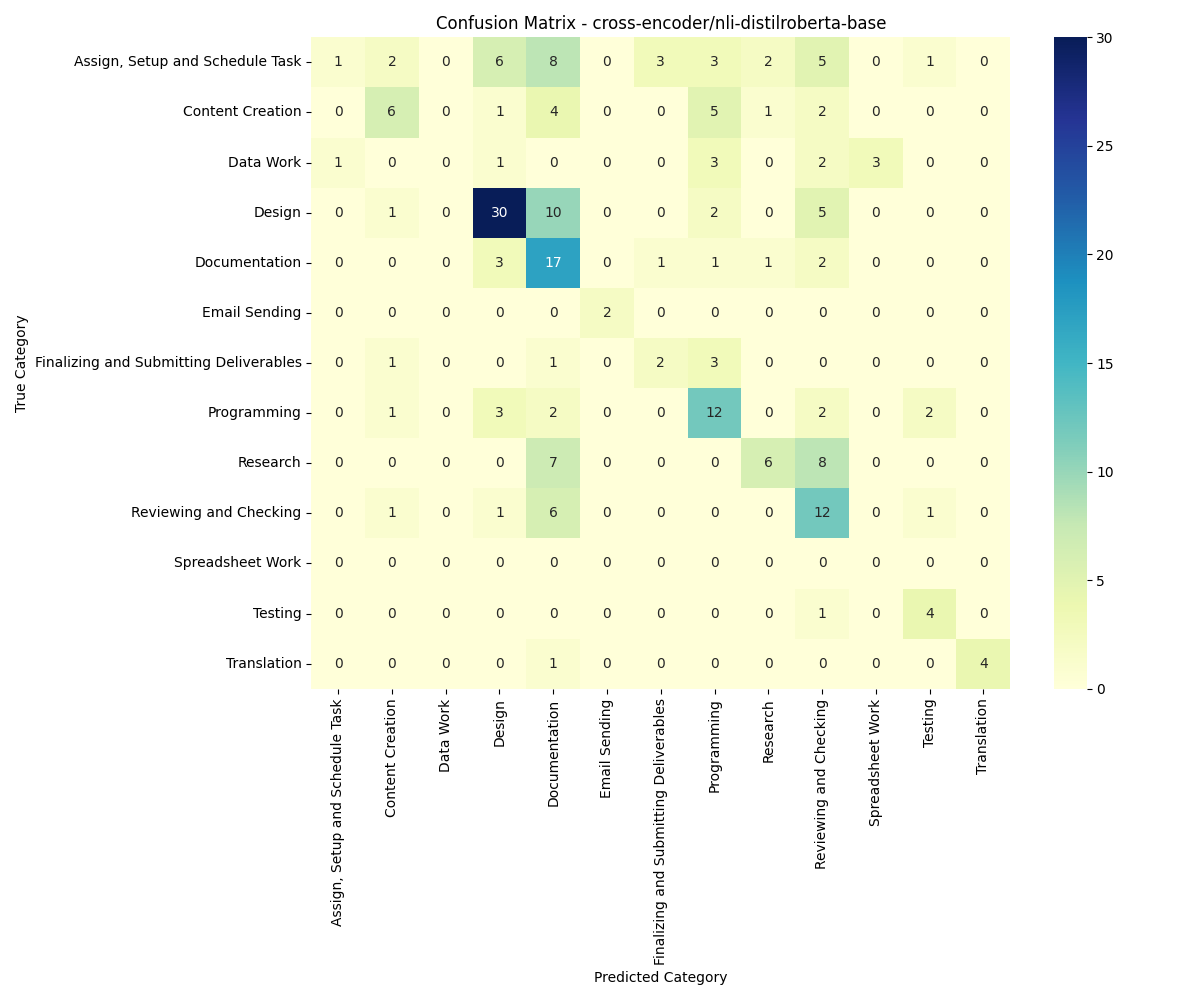 Confusion Matrix - cross-encoder/nli-distilroberta-base
True Category
Assign, Setup and Schedule Task 1 2 0 6 8 0 3 3 2 5 0 1 0
Content Creation 0 6 0 1 4 0 0 5 1 2 0 0 0
Data Work 1 0 0 1 0 0 0 3 0 2 3 0 0
Design 0 1 0 30 10 0 0 2 0 5 0 0 0
Documentation 0 0 0 3 17 0 1 1 1 2 0 0 0
Email Sending 0 0 0 0 0 2 0 0 0 0 0 0 0
Finalizing and Submitting Deliverables 0 1 0 0 1 0 2 3 0 0 0 0 0
Programming 0 1 0 3 2 0 0 12 0 2 0 2 0
Research 0 0 0 0 7 0 0 0 6 8 0 0 0
Reviewing and Checking 0 1 0 1 6 0 0 0 0 12 0 1 0
Spreadsheet Work 0 0 0 0 0 0 0 0 0 0 0 0 0
Testing 0 0 0 0 0 0 0 0 0 1 0 4 0
Translation 0 0 0 0 1 0 0 0 0 0 0 0 4
Assign, Setup and Schedule Task
Content Creation
Data Work
Design
Documentation
Email Sending
Finalizing and Submitting Deliverables
Programming
Research
Reviewing and Checking
Spreadsheet Work
Testing
Translation
Predicted Category
30
25
20
15
10
5
0